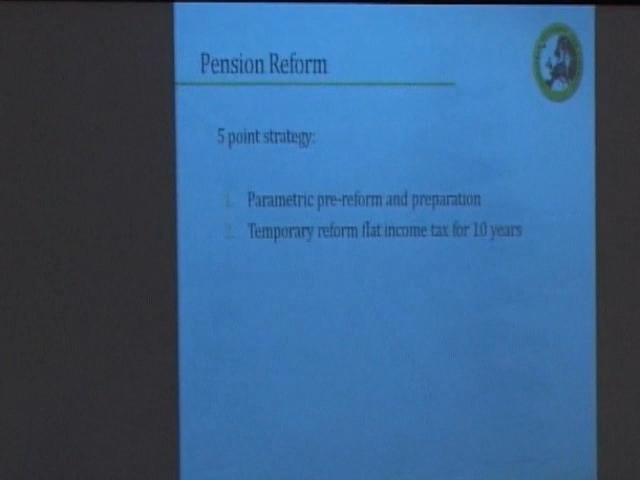 Pension Reform
5 point strategy:
1. Parametric pre-reform and preparation
2. Temporary reform flat income tax for 10 years